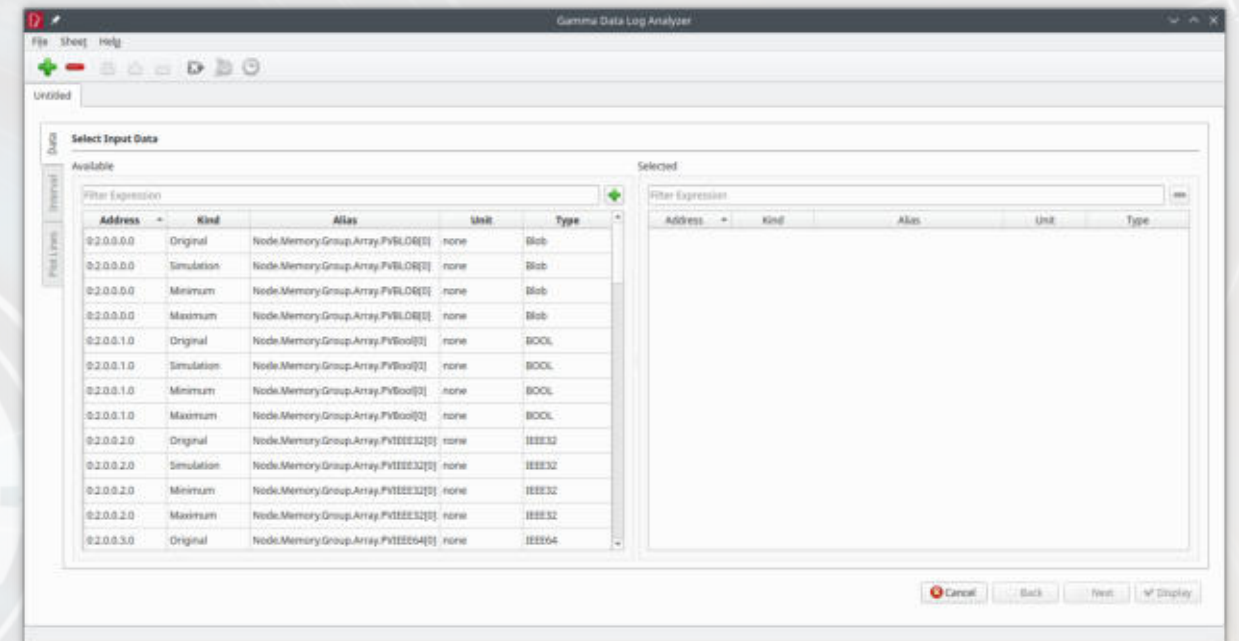 Gamma Data Log Analyzer
File Sheet Help
Untitled
Data
Interval
Plot Lines
Select Input Data
Available
Filter Expression
Address Kind Alias Unit Type
0:2.0.0.0.0 Original Node.Memory.Group.Array.PVBLOB[0] none Blob
0:2.0.0.0.0 Simulation Node.Memory.Group.Array.PVBLOB[0] none Blob
0:2.0.0.0.0 Minimum Node.Memory.Group.Array.PVBLOB[0] none Blob
0:2.0.0.0.0 Maximum Node.Memory.Group.Array.PVBLOB[0] none Blob
0:2.0.0.1.0 Original Node.Memory.Group.Array.PVBool[0] none BOOL
0:2.0.0.1.0 Simulation Node.Memory.Group.Array.PVBool[0] none BOOL
0:2.0.0.1.0 Minimum Node.Memory.Group.Array.PVBool[0] none BOOL
0:2.0.0.1.0 Maximum Node.Memory.Group.Array.PVBool[0] none BOOL
0:2.0.0.2.0 Original Node.Memory.Group.Array.PVIEEE32[0] none IEEE32
0:2.0.0.2.0 Simulation Node.Memory.Group.Array.PVIEEE32[0] none IEEE32
0:2.0.0.2.0 Minimum Node.Memory.Group.Array.PVIEEE32[0] none IEEE32
0:2.0.0.2.0 Maximum Node.Memory.Group.Array.PVIEEE32[0] none IEEE32
0:2.0.0.3.0 Original Node.Memory.Group.Array.PVIEEE64[0] none IEEE64
Selected
Filter Expression
Address Kind Alias Unit Type
Cancel Back Next Display